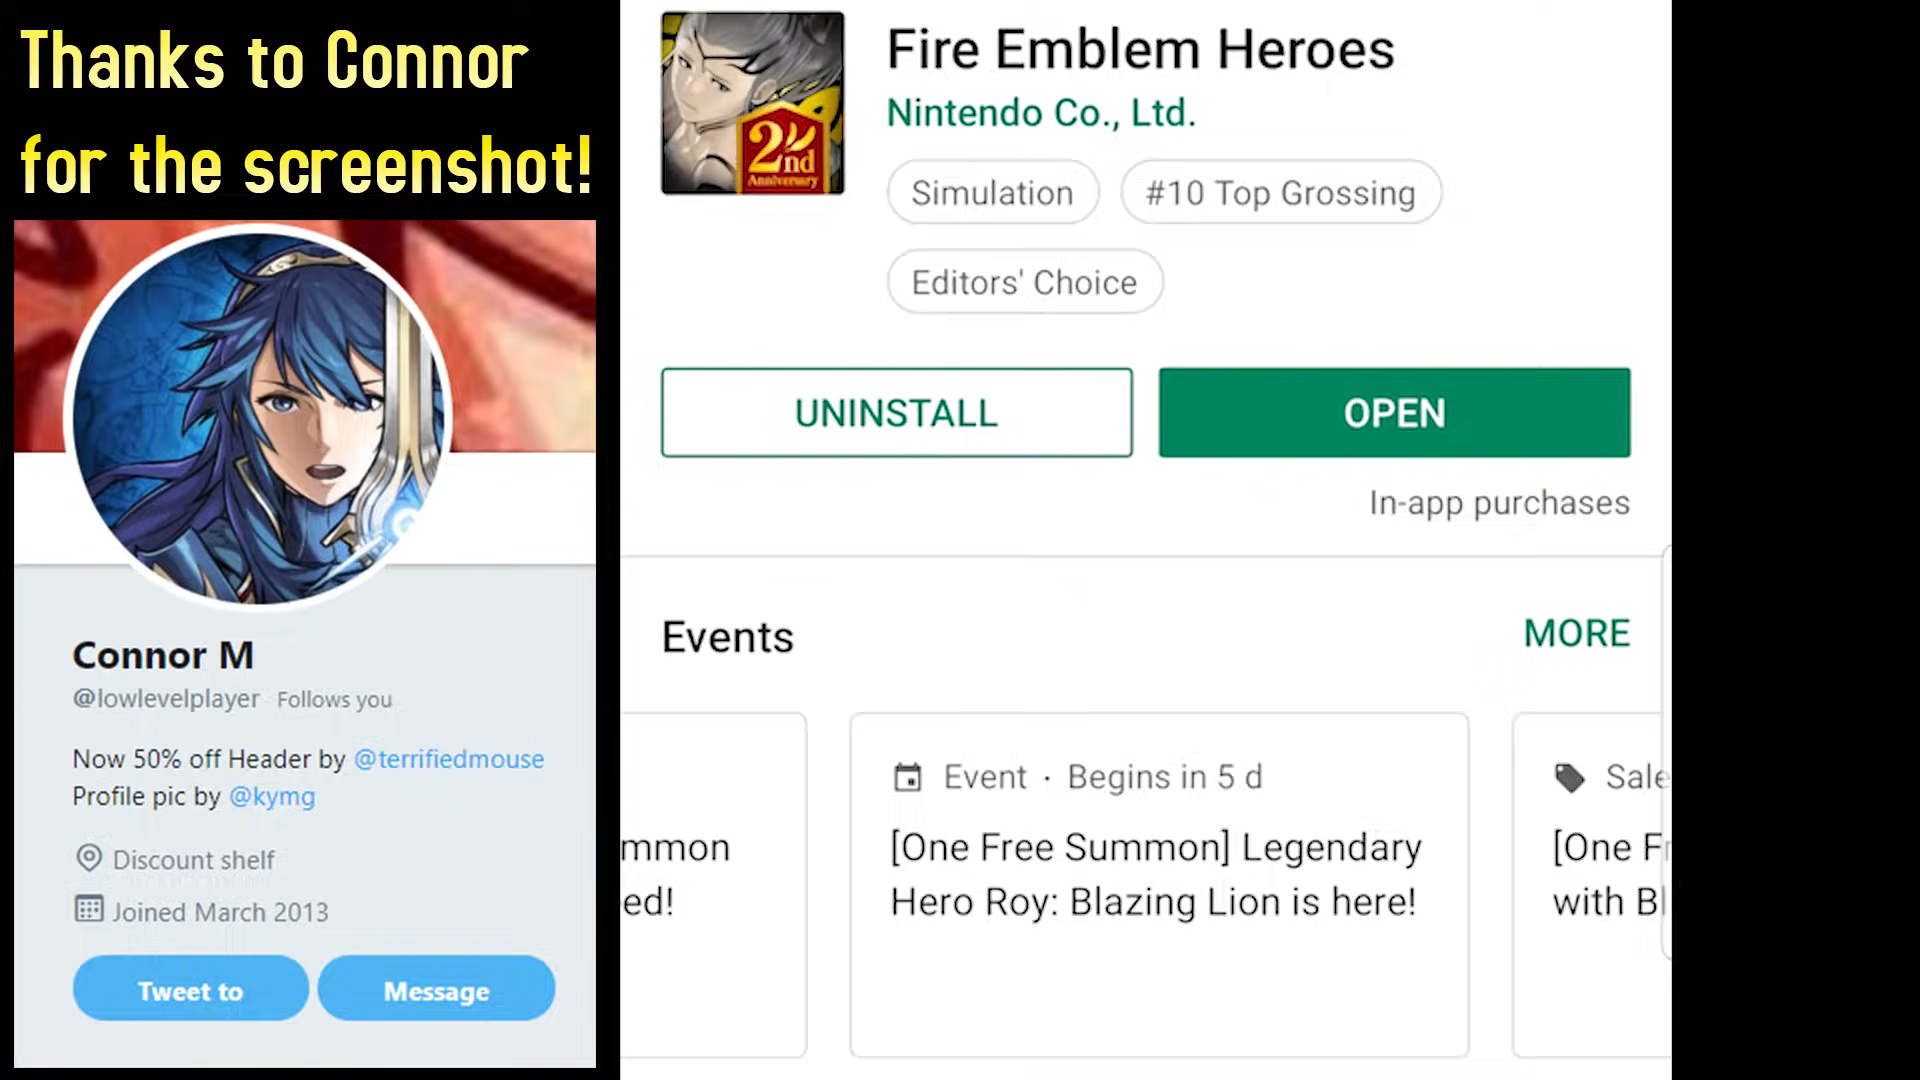 Thanks to Connor
for the screenshot!
Connor M
@lowlevelplayer Follows you
Now 50% off Header by @terrifiedmouse
Profile pic by @kymg
Discount shelf
Joined March 2013
Tweet to
Message
Fire Emblem Heroes
Nintendo Co., Ltd.
2nd
Anniversary
Simulation
#10 Top Grossing
Editors' Choice
UNINSTALL
OPEN
In-app purchases
Events
MORE
mmon
ed!
Event · Begins in 5 d
[One Free Summon] Legendary
Hero Roy: Blazing Lion is here!
Sale
[One F
with Bl